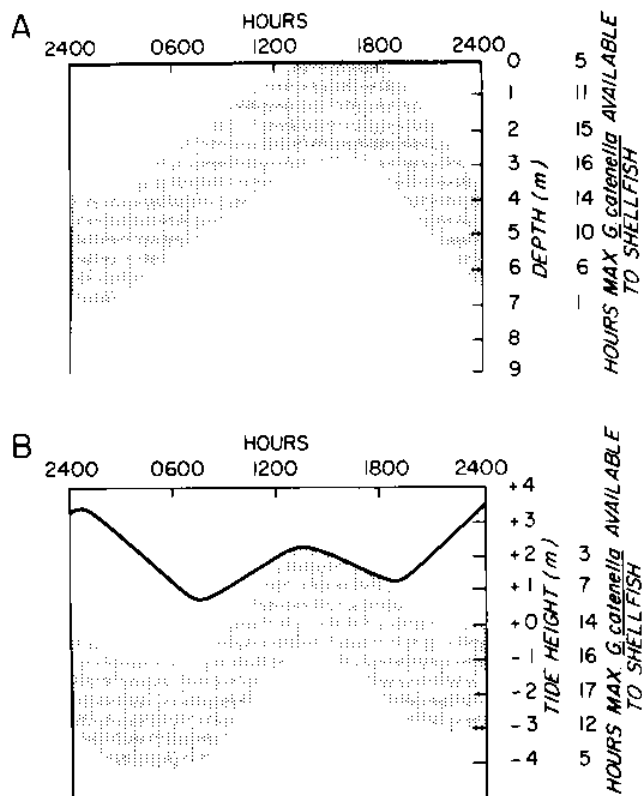 A
HOURS
2400 0600 1200 1800 2400
0 5
1 11
2 15
3 16
4 14
5 10
6 6
7 1
8
9
DEPTH (m)
HOURS MAX G. catenella AVAILABLE
TO SHELLFISH
B
HOURS
2400 0600 1200 1800 2400
+4
+3
+2 3
+1 7
+0 14
-1 16
-2 17
-3 12
-4 5
TIDE HEIGHT (m)
HOURS MAX G. catenella AVAILABLE
TO SHELL FISH